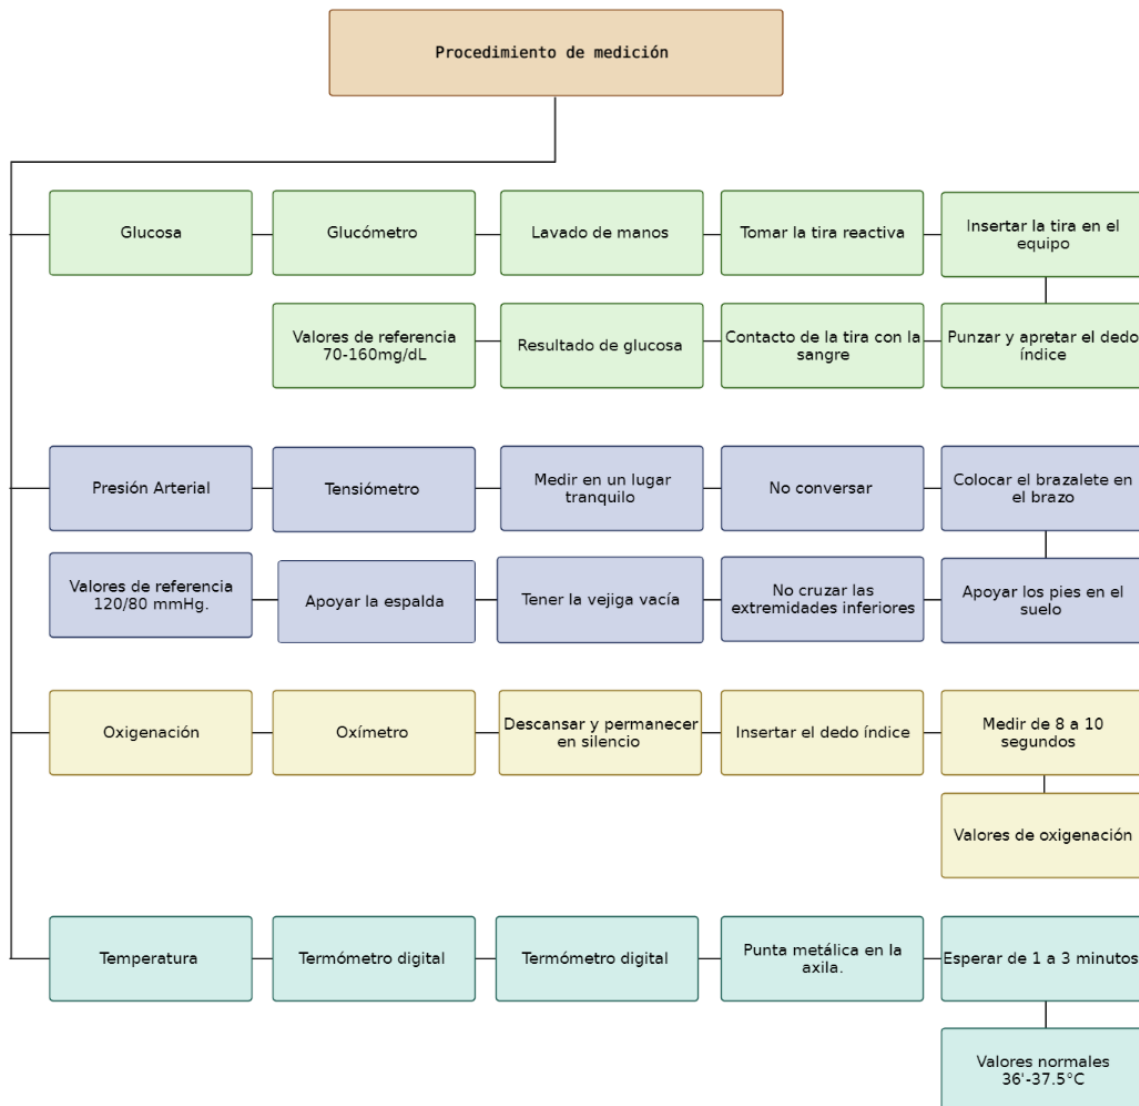 Procedimiento de medición
Glucosa
Glucómetro
Lavado de manos
Tomar la tira reactiva
Insertar la tira en el
equipo
Punzar y apretar el dedo
índice
Contacto de la tira con la
sangre
Resultado de glucosa
Valores de referencia
70-160mg/dL
Presión Arterial
Tensiómetro
Medir en un lugar
tranquilo
No conversar
Colocar el brazalete en
el brazo
Apoyar los pies en el
suelo
No cruzar las
extremidades inferiores
Tener la vejiga vacía
Apoyar la espalda
Valores de referencia
120/80 mmHg.
Oxigenación
Oxímetro
Descansar y permanecer
en silencio
Insertar el dedo índice
Medir de 8 a 10
segundos
Valores de oxigenación
Temperatura
Termómetro digital
Termómetro digital
Punta metálica en la
axila.
Esperar de 1 a 3 minutos
Valores normales
36'-37.5°C